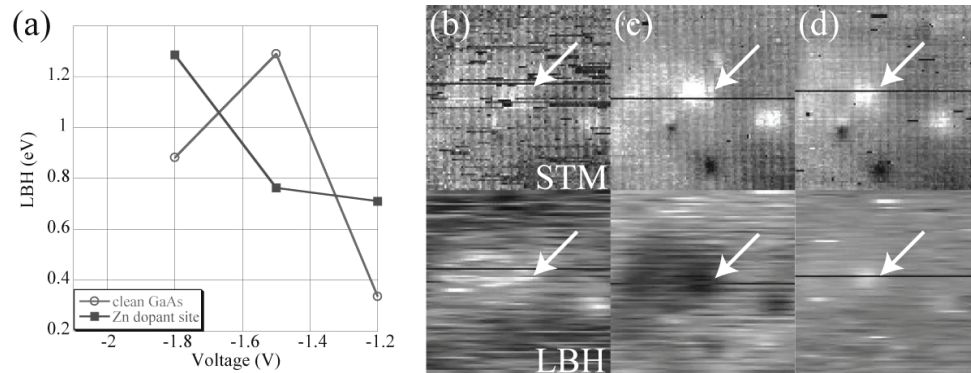 (a)
LBH (eV)
1.2
1
0.8
0.6
0.4
0.2
clean GaAs
Zn dopant site
-2
-1.8
-1.6
-1.4
-1.2
Voltage (V)
(b)
(c)
(d)
STM
LBH